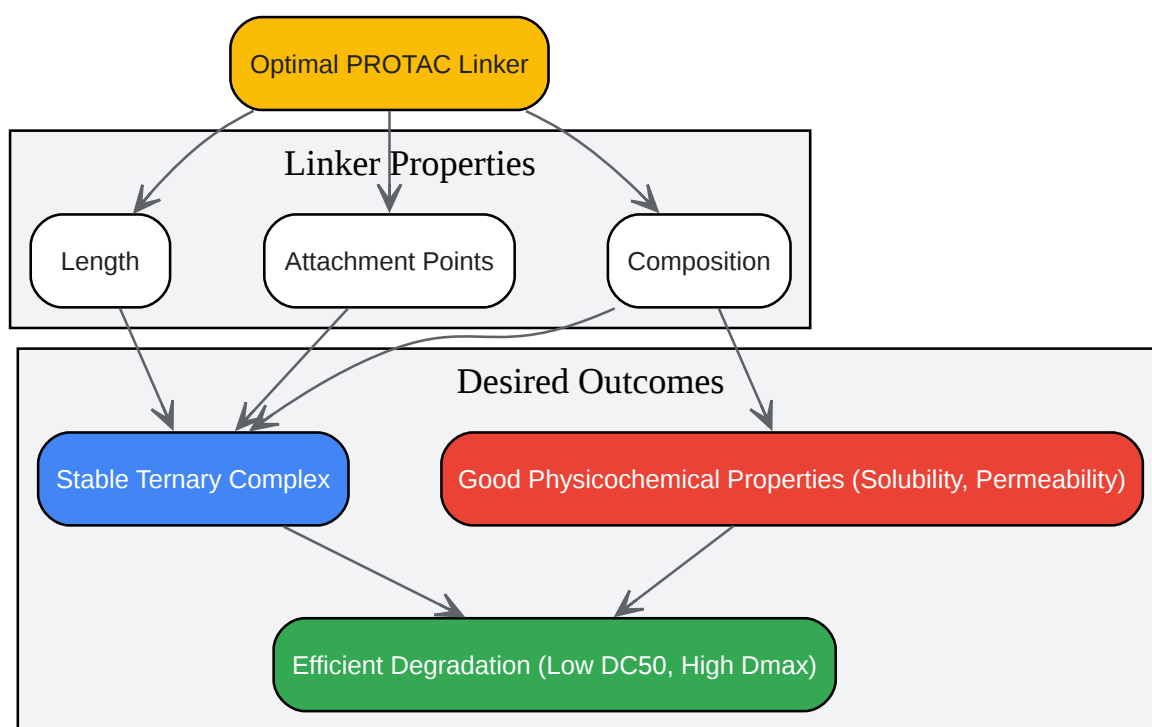 Optimal PROTAC Linker
Linker Properties
Length
Attachment Points
Composition
Desired Outcomes
Stable Ternary Complex
Good Physicochemical Properties (Solubility, Permeability)
Efficient Degradation (Low DC50, High Dmax)